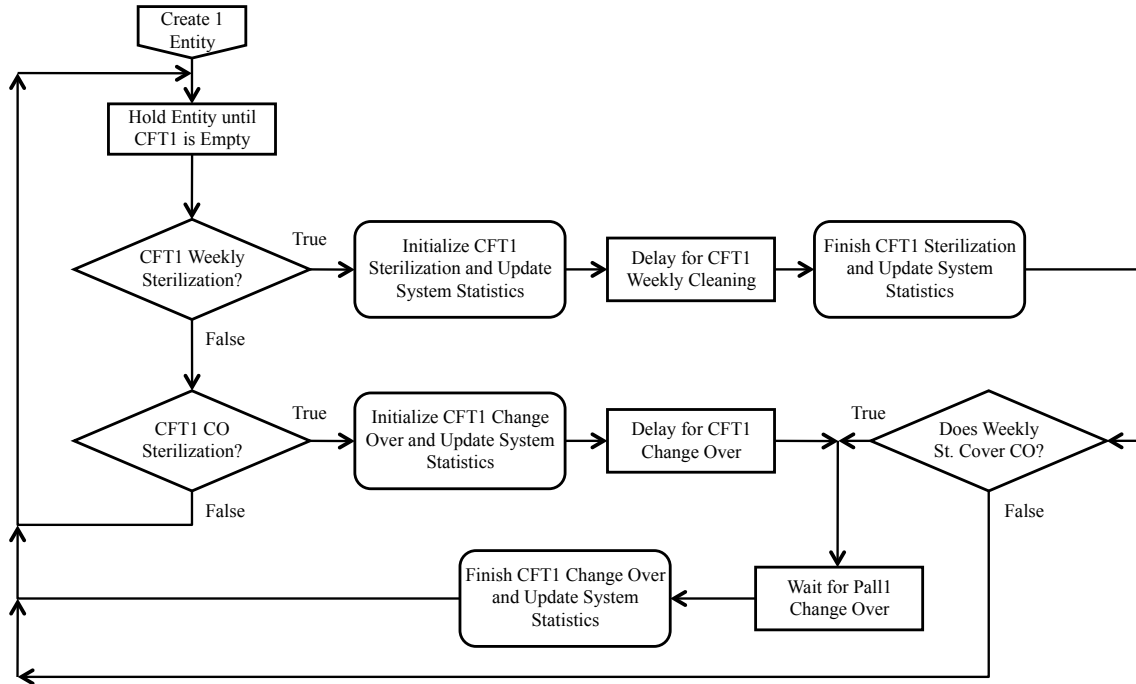 Create 1
Entity
Hold Entity until
CFT1 is Empty
CFT1 Weekly
Sterilization?
True
False
Initialize CFT1
Sterilization and Update
System Statistics
Delay for CFT1
Weekly Cleaning
Finish CFT1 Sterilization
and Update System
Statistics
CFT1 CO
Sterilization?
True
False
Initialize CFT1 Change
Over and Update System
Statistics
Delay for CFT1
Change Over
True
Does Weekly
St. Cover CO?
False
Finish CFT1 Change Over
and Update System
Statistics
Wait for Pall1
Change Over